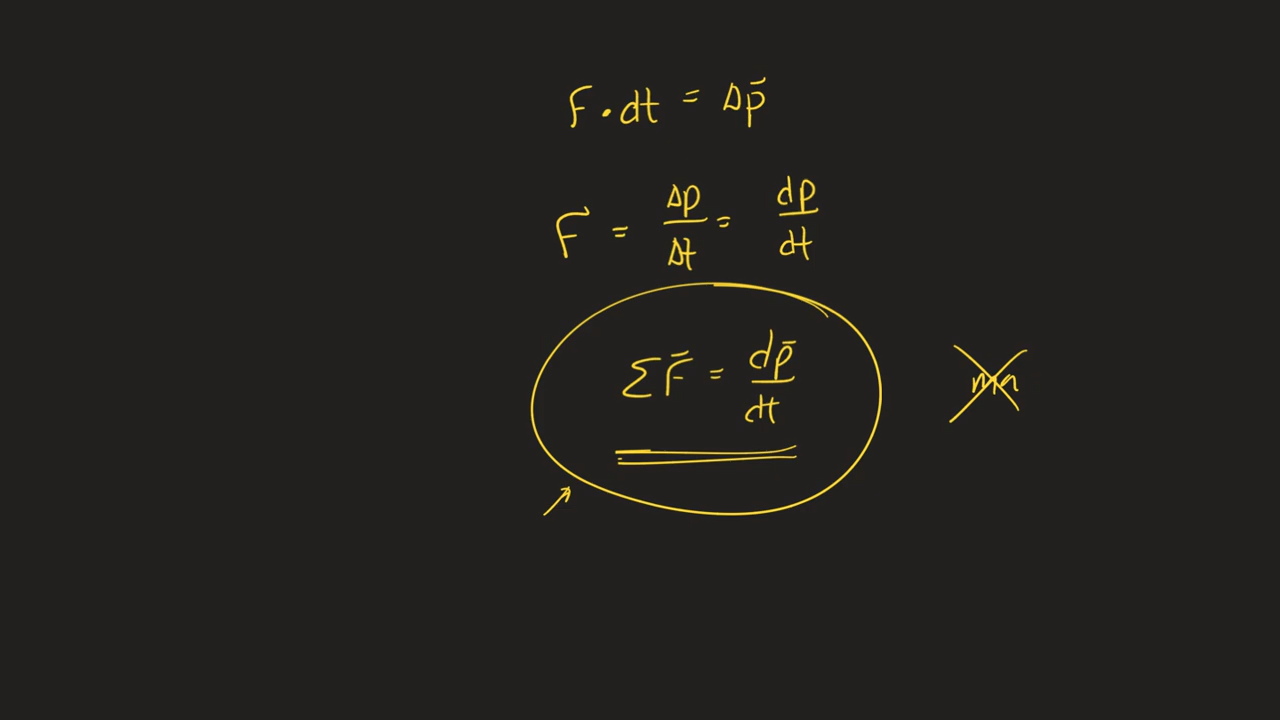 F · dt = Δp̄
F⃗ = Δp/Δt = dp/dt
ΣF̄ = dp̄/dt